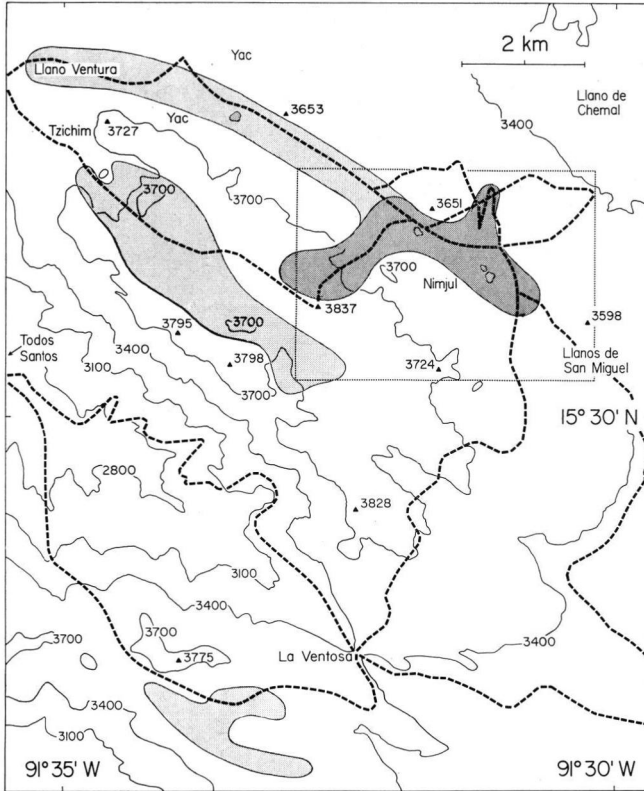 Yac
2 km
Llano Ventura
Llano de
Chemal
3653
3400
Yac
Tzichim
3727
3700
3700
3651
3700
Nimjul
3837
3598
3795
3700
Todos
Santos
3400
3798
3724
Llanos de
San Miguel
3100
3700
15° 30' N
2800
3828
3100
3400
3700
3700
3400
La Ventosa
3775
3400
3100
91° 35' W
91° 30' W